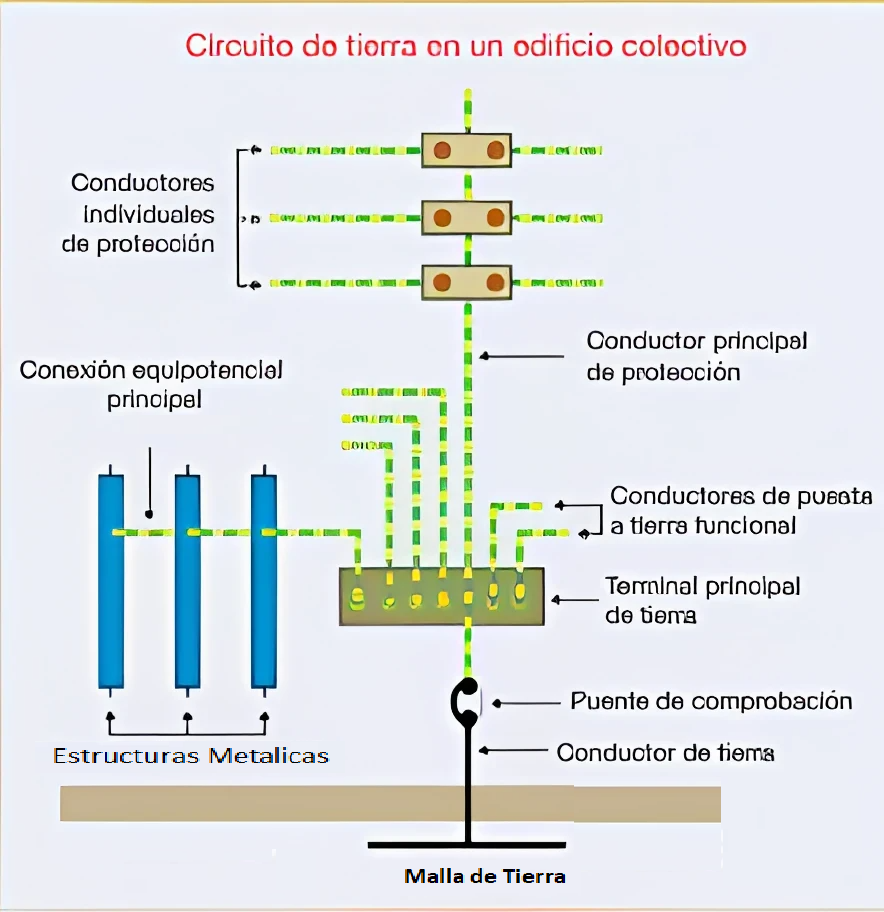 Circuito de tierra en un edificio colectivo
Conductores
individuales
de protección
Conductor principal
de protección
Conexión equipotencial
principal
Conductores de puesta
a tierra funcional
Terminal principal
de tierra
Puente de comprobación
Estructuras Metalicas
Conductor de tierra
Malla de Tierra